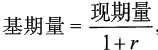 基期量 = 现期量 / (1 + r),